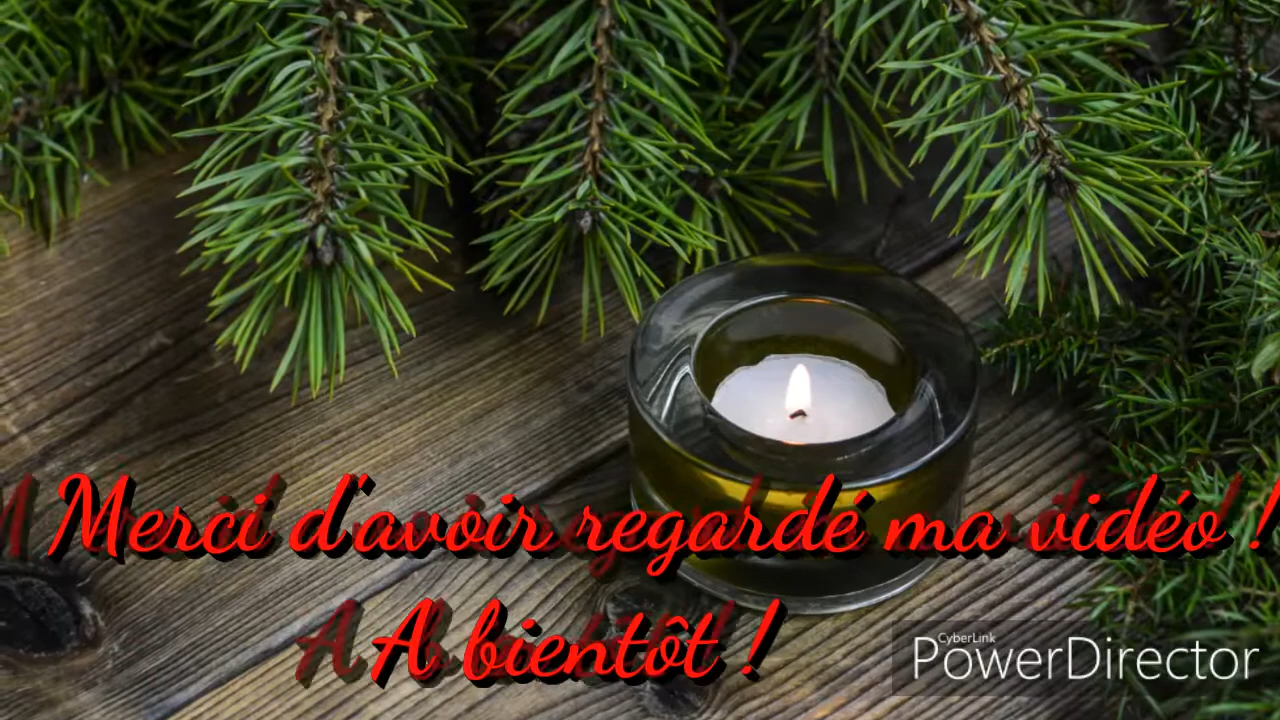 Merci d'avoir regardé ma vidéo !
A bientôt !
CyberLink
PowerDirector